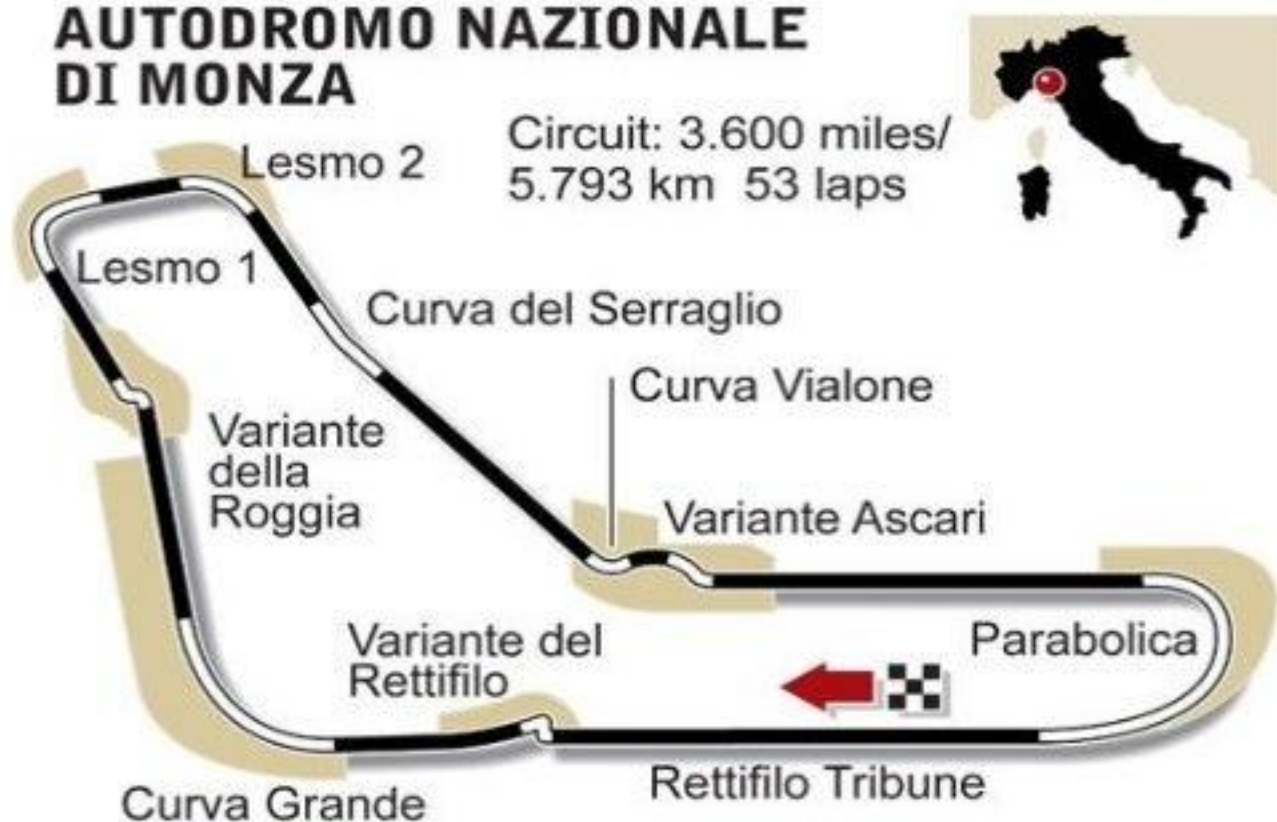 AUTODROMO NAZIONALE
DI MONZA
Circuit: 3.600 miles/
5.793 km 53 laps
Lesmo 2
Lesmo 1
Curva del Serraglio
Curva Vialone
Variante
della
Roggia
Variante Ascari
Variante del
Rettifilo
Parabolica
Rettifilo Tribune
Curva Grande